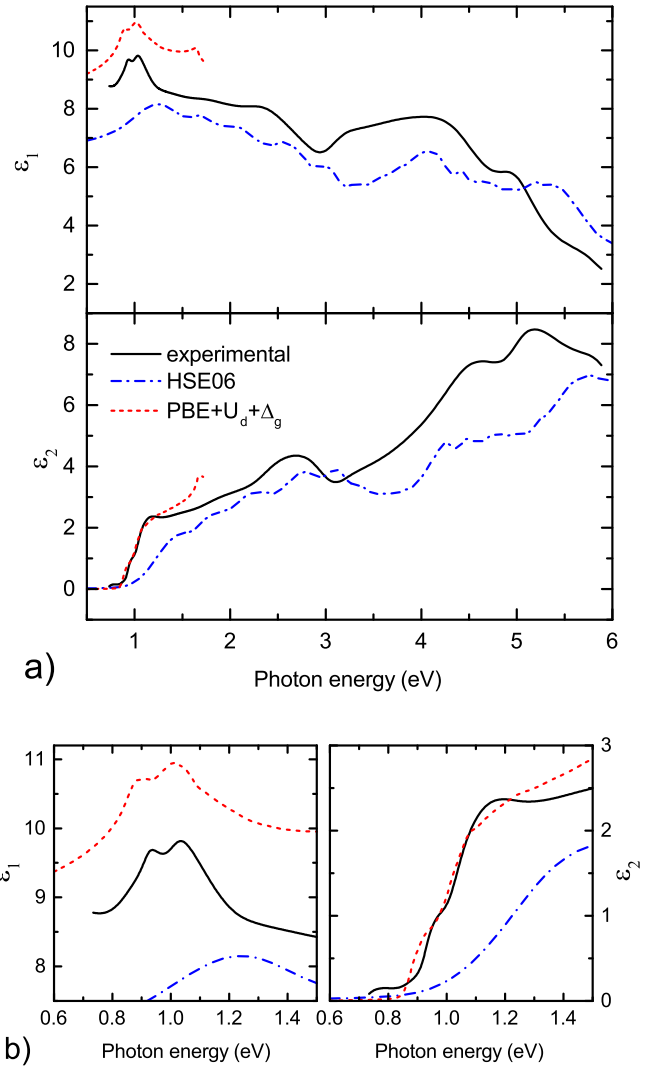 10
8
6
4
2
ε₁
experimental
HSE06
PBE+U_d+Δ_g
8
6
4
2
0
ε₂
1 2 3 4 5 6
a)
Photon energy (eV)
11
10
9
8
ε₁
3
2
1
0
ε₂
0.6 0.8 1.0 1.2 1.4
0.6 0.8 1.0 1.2 1.4
b)
Photon energy (eV)
Photon energy (eV)